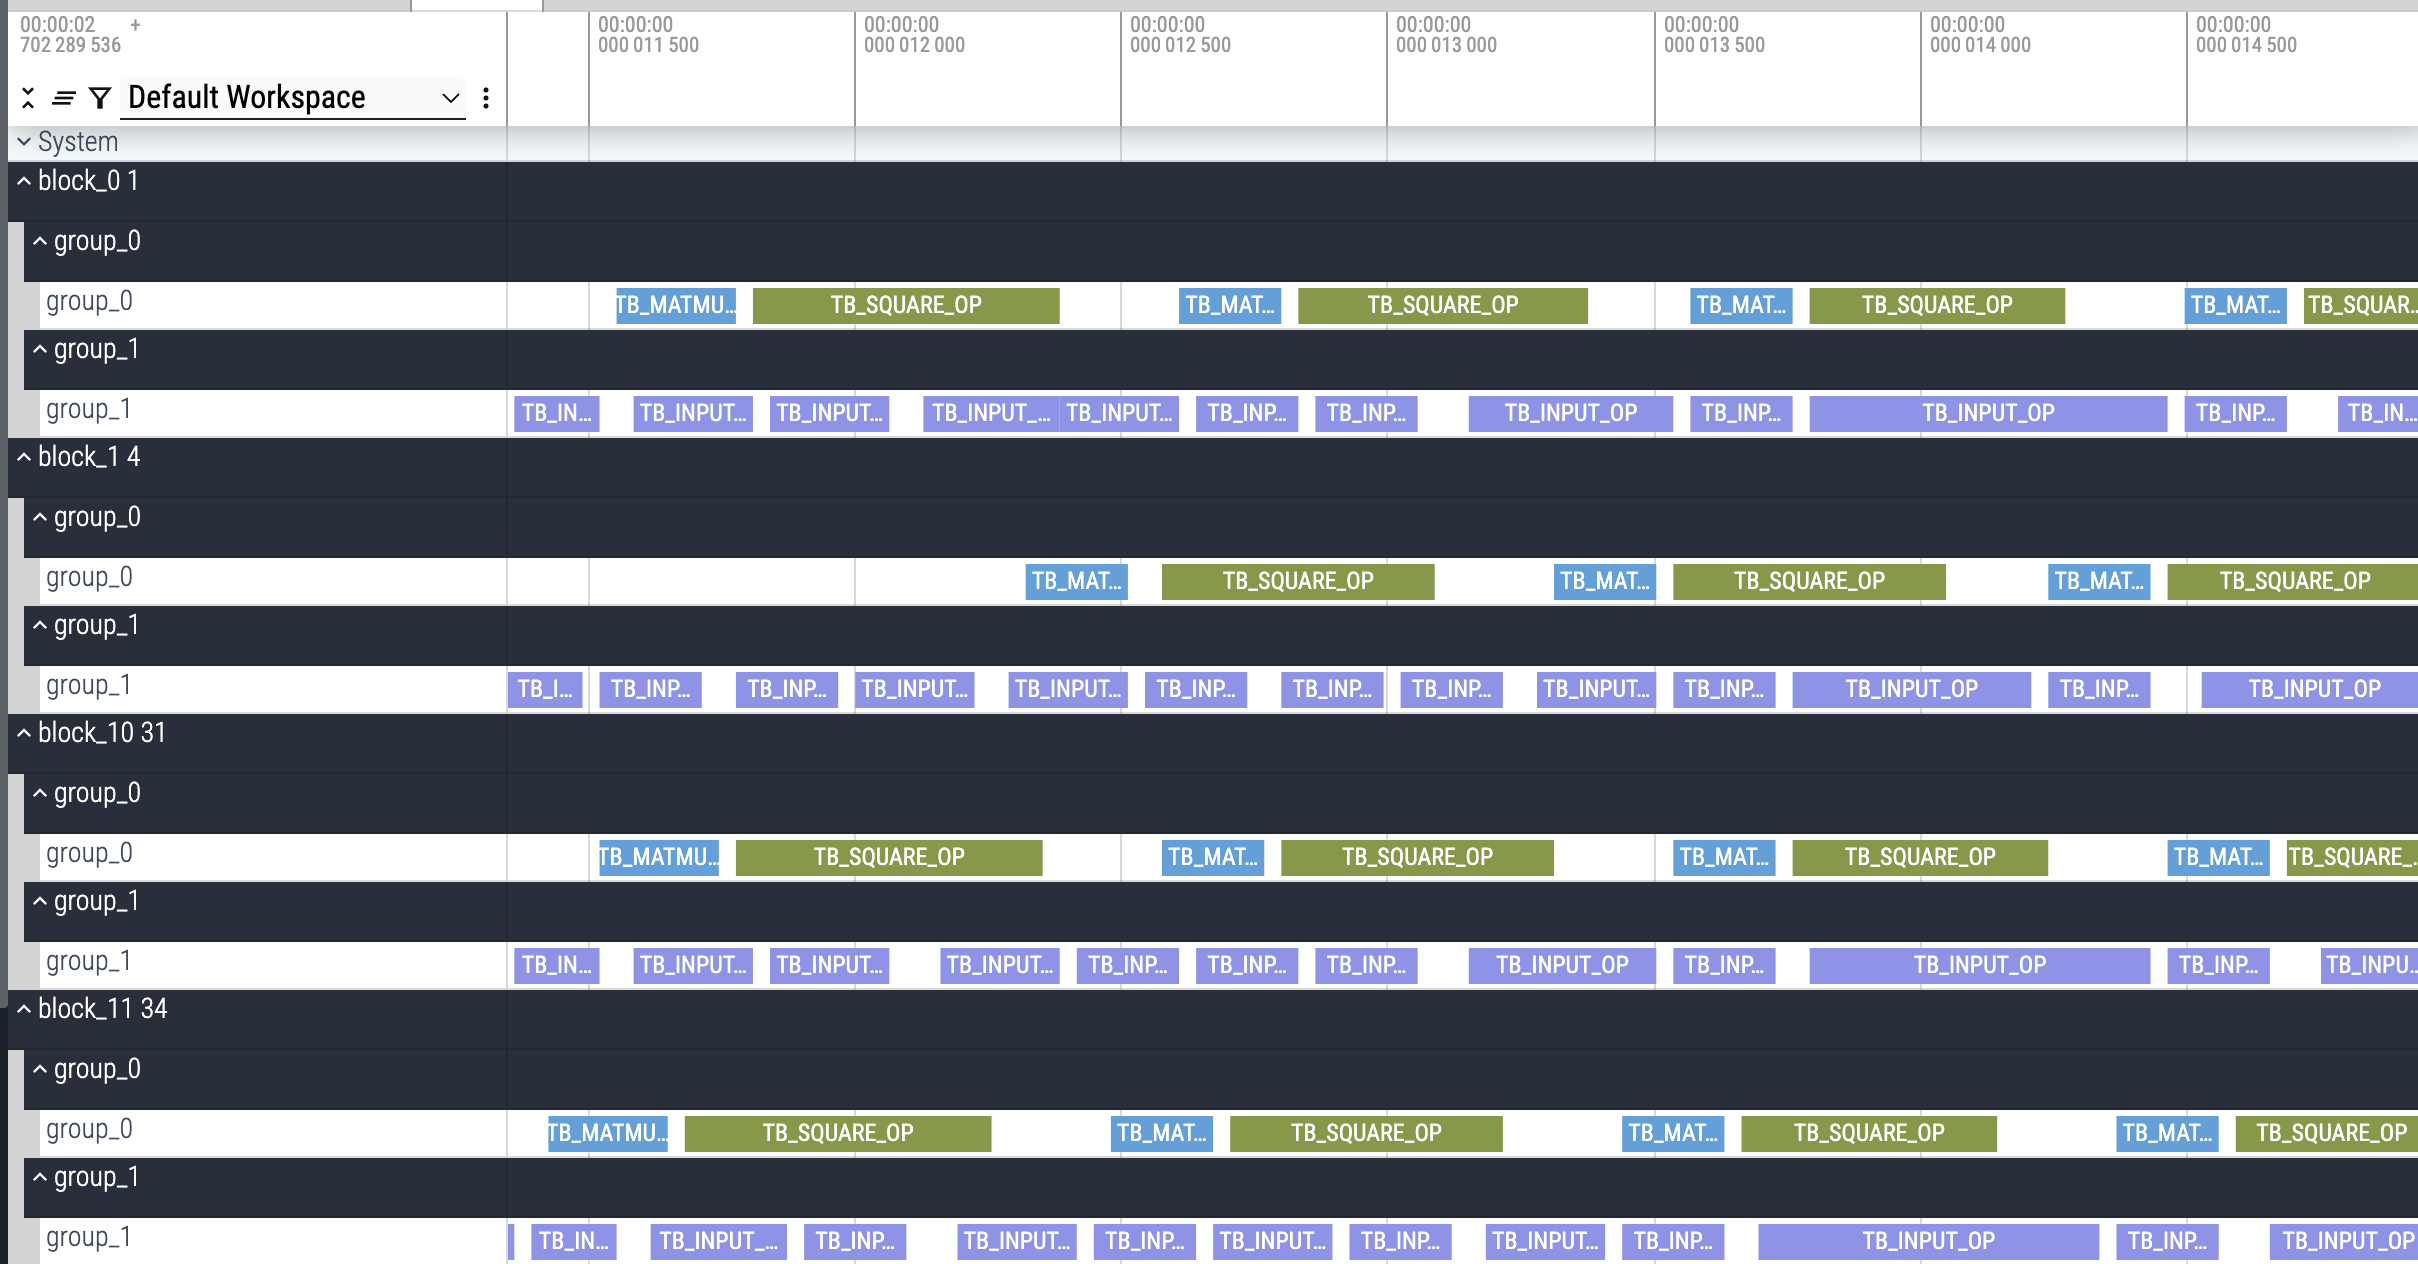 00:00:02 +
702 289 536
00:00:00 00:00:00 00:00:00 00:00:00 00:00:00 00:00:00 00:00:00
000 011 500 000 012 000 000 012 500 000 013 000 000 013 500 000 014 000 000 014 500
Default Workspace
System
block_0 1
group_0
group_0 TB_MATMU... TB_SQUARE_OP TB_MAT... TB_SQUARE_OP TB_MAT... TB_SQUARE_OP TB_MAT... TB_SQUAR...
group_1
group_1 TB_IN... TB_INPUT... TB_INPUT... TB_INPUT_... TB_INPUT... TB_INP... TB_INP... TB_INPUT_OP TB_INP... TB_INPUT_OP TB_INP... TB_IN...
block_1 4
group_0
group_0 TB_MAT... TB_SQUARE_OP TB_MAT... TB_SQUARE_OP TB_MAT... TB_SQUARE_OP
group_1
group_1 TB_I... TB_INP... TB_INP... TB_INPUT... TB_INPUT... TB_INP... TB_INP... TB_INP... TB_INPUT... TB_INP... TB_INPUT_OP TB_INP... TB_INPUT_OP
block_10 31
group_0
group_0 TB_MATMU... TB_SQUARE_OP TB_MAT... TB_SQUARE_OP TB_MAT... TB_SQUARE_OP TB_MAT... TB_SQUARE_...
group_1
group_1 TB_IN... TB_INPUT... TB_INPUT... TB_INPUT... TB_INP... TB_INP... TB_INP... TB_INPUT_OP TB_INP... TB_INPUT_OP TB_INP... TB_INPU...
block_11 34
group_0
group_0 TB_MATMU... TB_SQUARE_OP TB_MAT... TB_SQUARE_OP TB_MAT... TB_SQUARE_OP TB_MAT... TB_SQUARE_OP
group_1
group_1 TB_IN... TB_INPUT_... TB_INP... TB_INPUT... TB_INP... TB_INPUT... TB_INP... TB_INPUT... TB_INP... TB_INPUT_OP TB_INP... TB_INPUT_OP